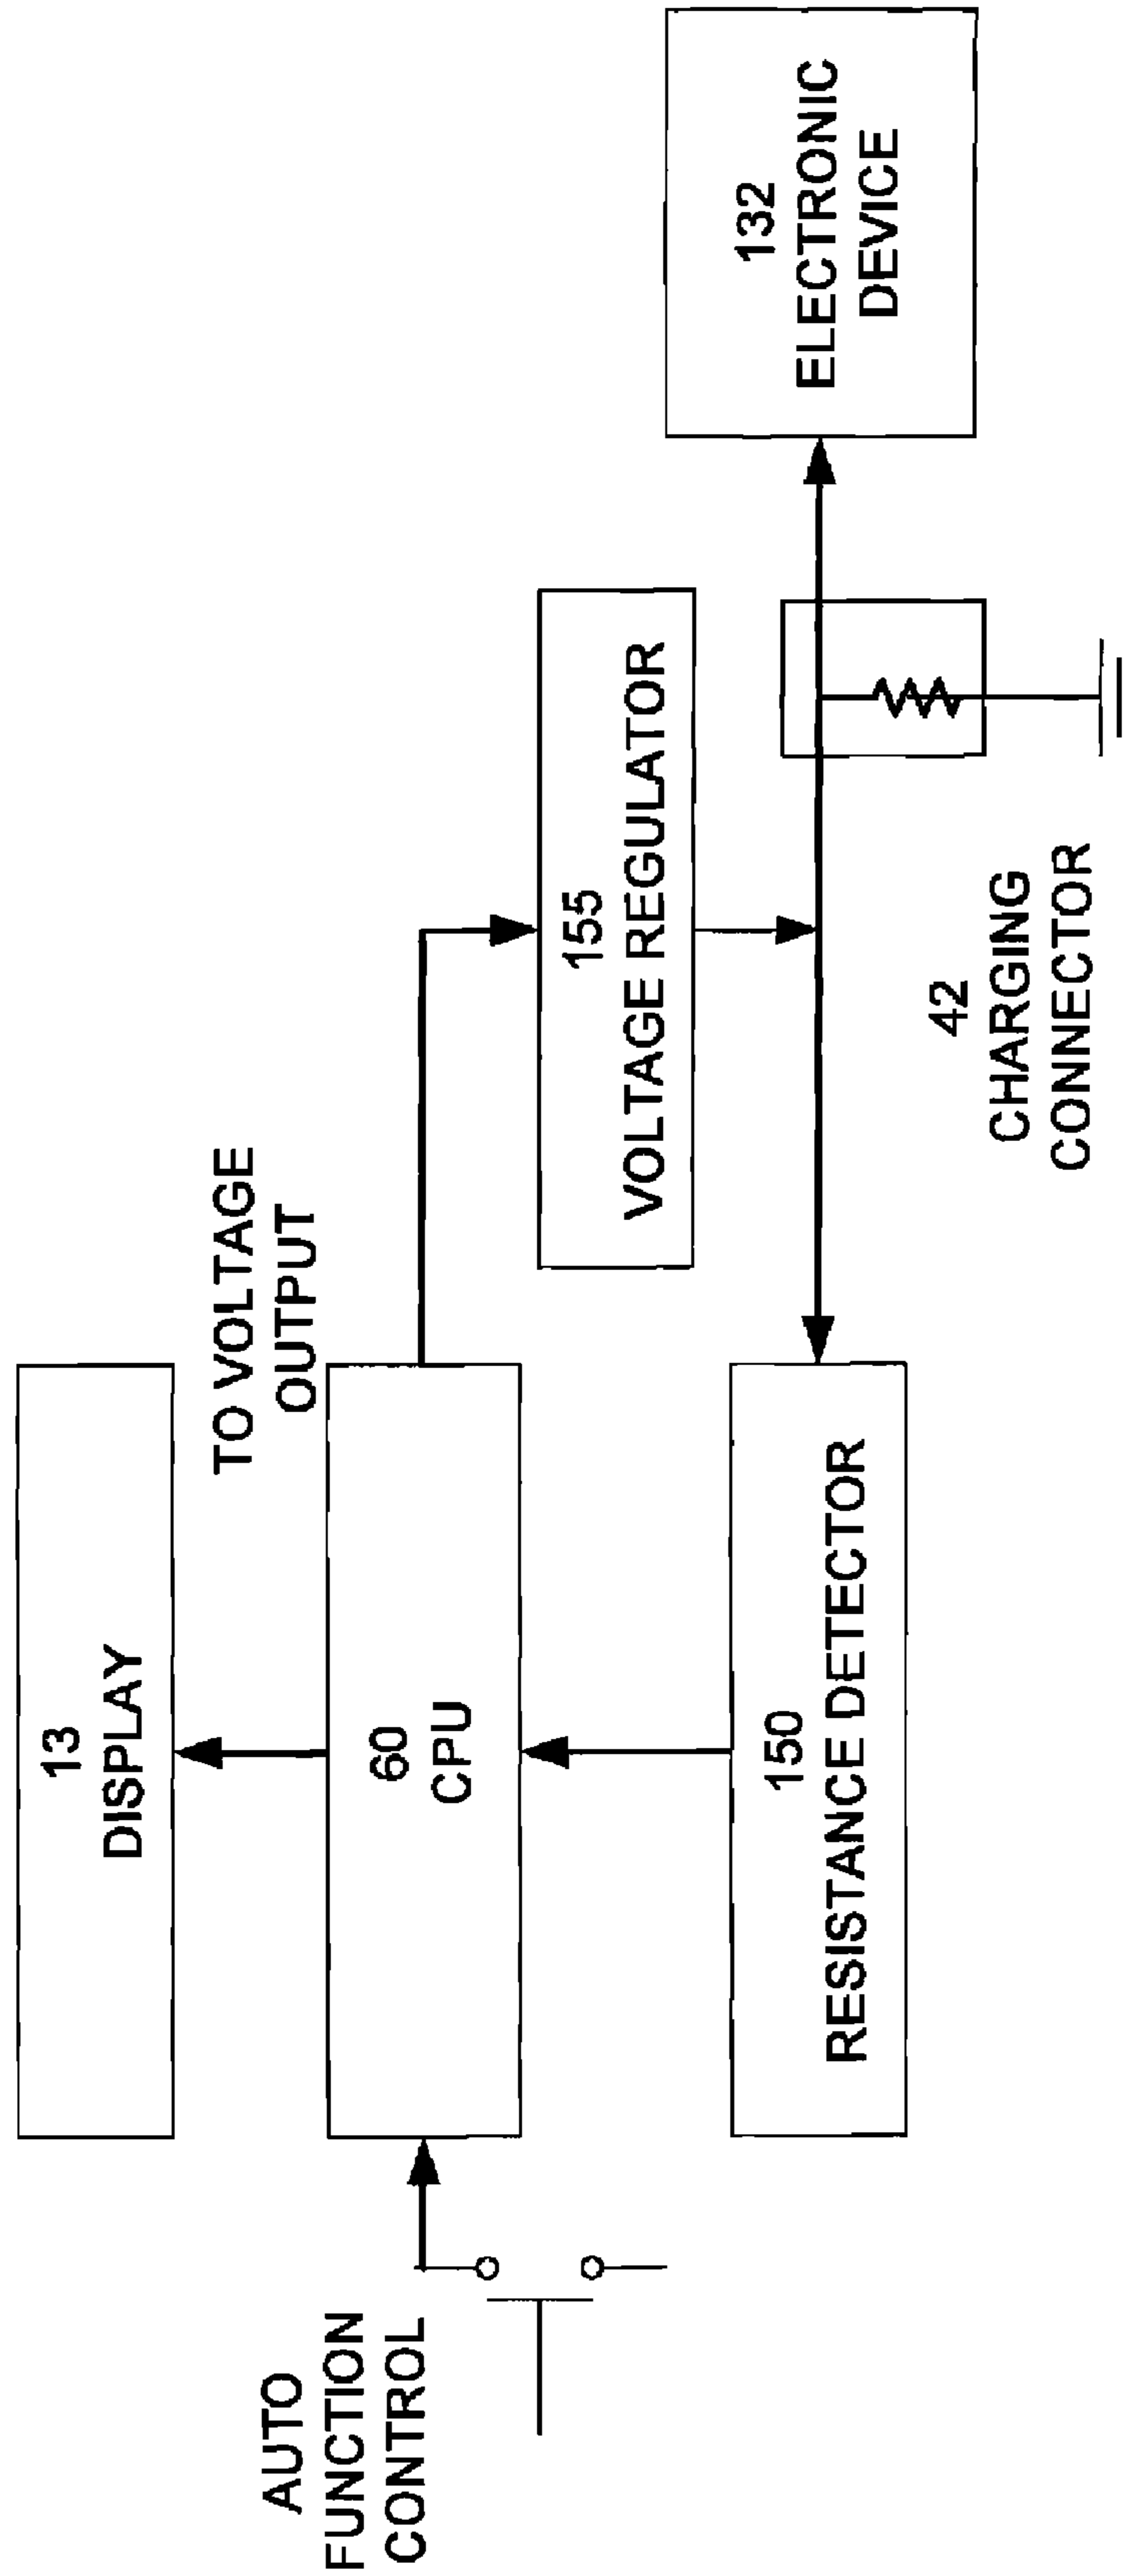 13
DISPLAY
TO VOLTAGE
OUTPUT
AUTO
FUNCTION
CONTROL
60
CPU
155
VOLTAGE REGULATOR
132
ELECTRONIC
DEVICE
150
RESISTANCE DETECTOR
42
CHARGING
CONNECTOR